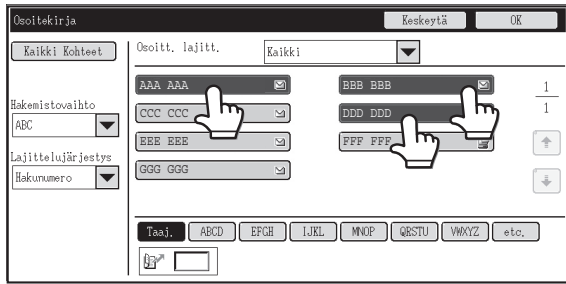 Osoitekirja Keskeytä OK
Kaikki Kohteet Osoitt. lajitt. Kaikki
AAA AAA BBB BBB 1
Hakemistovaihto CCC CCC DDD DDD 1
ABC
EEE EEE FFF FFF
Lajittelujärjestys
Hakunumero GGG GGG
Taaj. ABCD EFGH IJKL MNOP QRSTU VWXYZ etc.